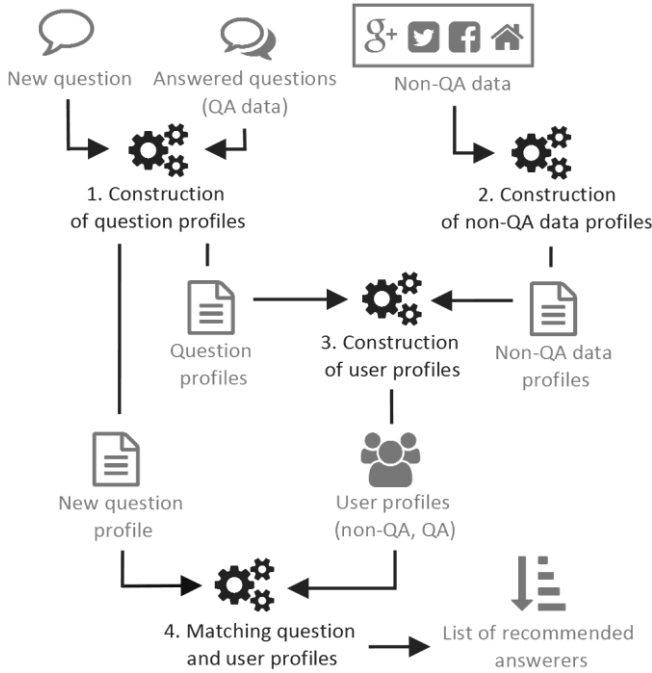 New question
Answered questions
(QA data)
g+
Non-QA data
1. Construction
of question profiles
2. Construction
of non-QA data profiles
Question
profiles
3. Construction
of user profiles
Non-QA data
profiles
New question
profile
User profiles
(non-QA, QA)
4. Matching question
and user profiles
List of recommended
answerers